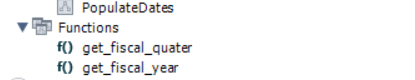 PopulateDates
Functions
f() get_fiscal_quater
f() get_fiscal_year